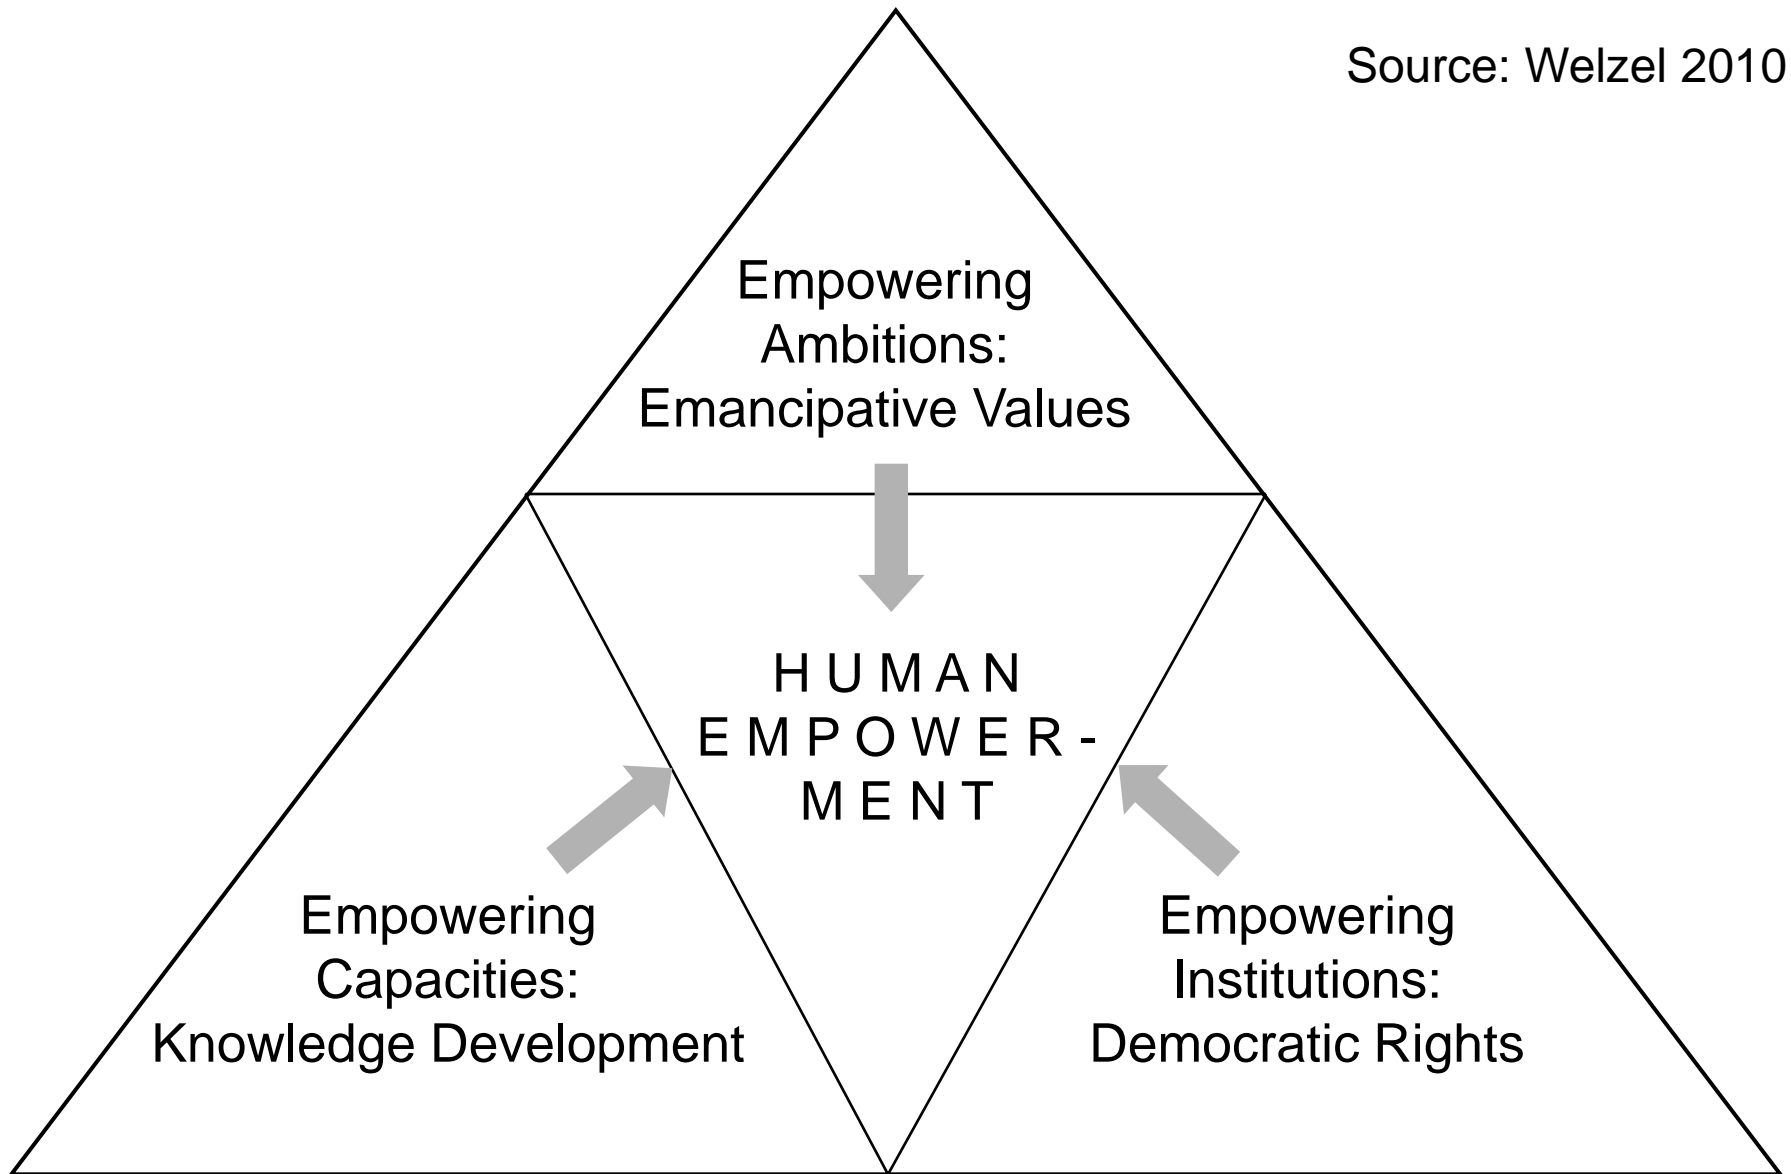 Source: Welzel 2010
Empowering
Ambitions:
Emancipative Values
H U M A N
E M P O W E R -
M E N T
Empowering
Capacities:
Knowledge Development
Empowering
Institutions:
Democratic Rights